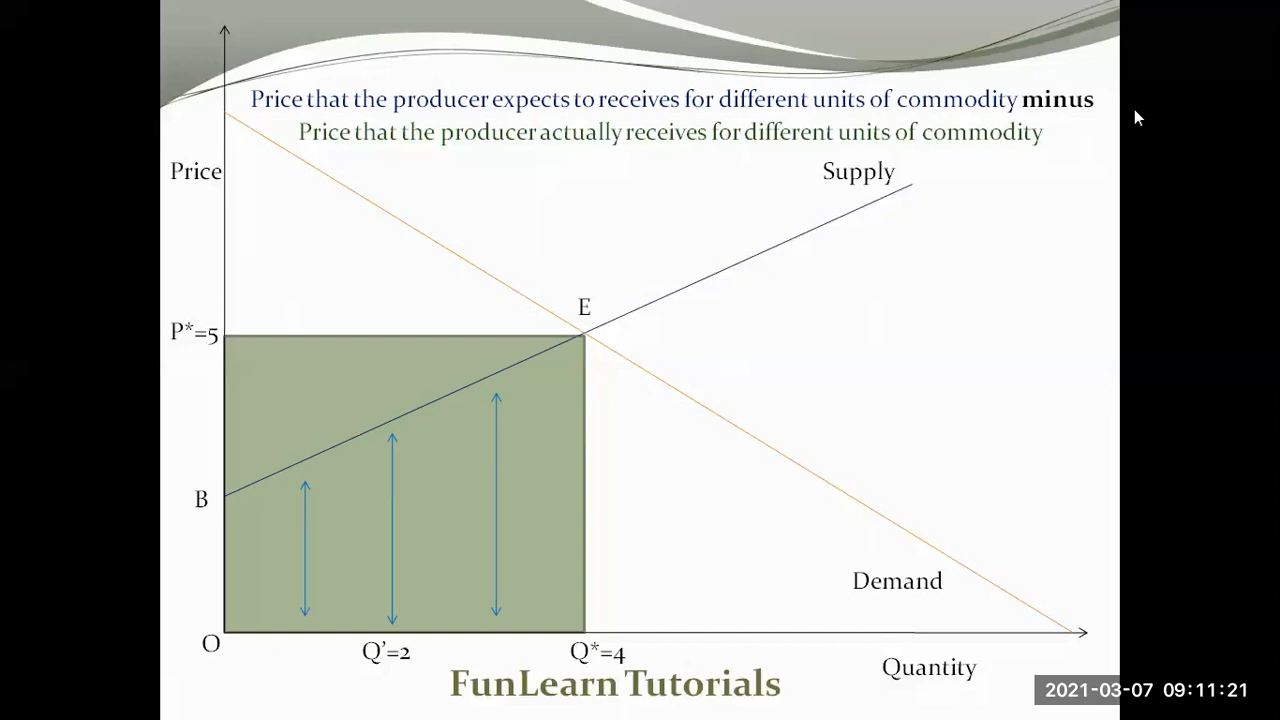 Price that the producer expects to receives for different units of commodity minus
Price that the producer actually receives for different units of commodity
Price
Supply
E
P*=5
B
Demand
O
Q’=2
Q*=4
Quantity
FunLearn Tutorials
2021-03-07 09:11:21